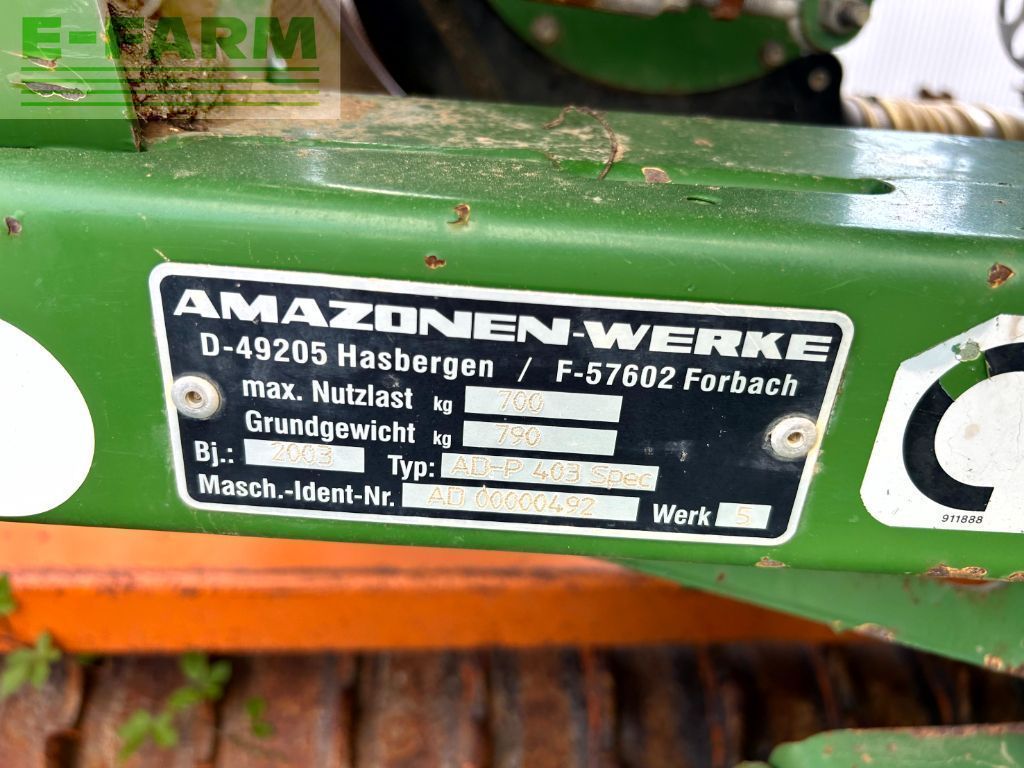 E-FARM
AMAZONEN-WERKE
D-49205 Hasbergen / F-57602 Forbach
max. Nutzlast kg 700
Grundgewicht kg 790
Bj.: 2003 Typ: AD-P 403 Spec
Masch.-Ident-Nr. AD 00000492 Werk 5
911888